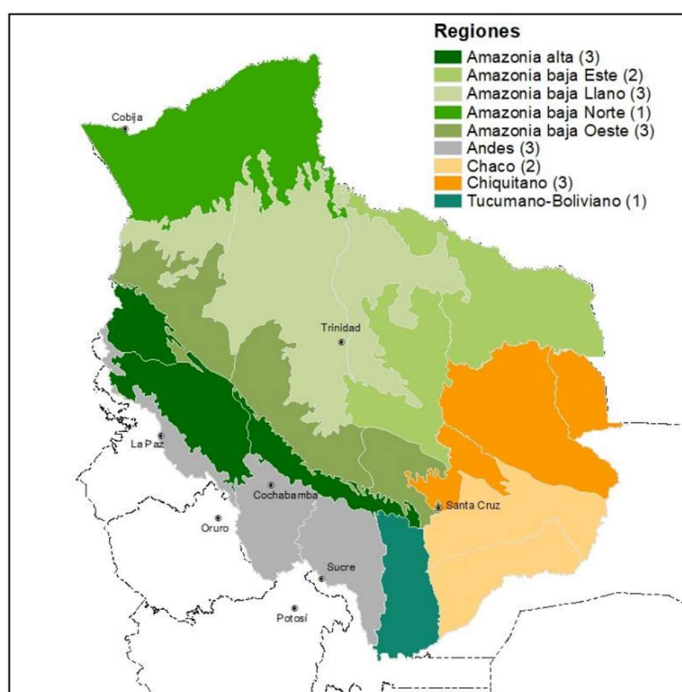 Regiones
Amazonia alta (3)
Amazonia baja Este (2)
Amazonia baja Llano (3)
Amazonia baja Norte (1)
Amazonia baja Oeste (3)
Andes (3)
Chaco (2)
Chiquitano (3)
Tucumano-Boliviano (1)
Cobija
Trinidad
La Paz
Cochabamba
Santa Cruz
Oruro
Sucre
Potosí